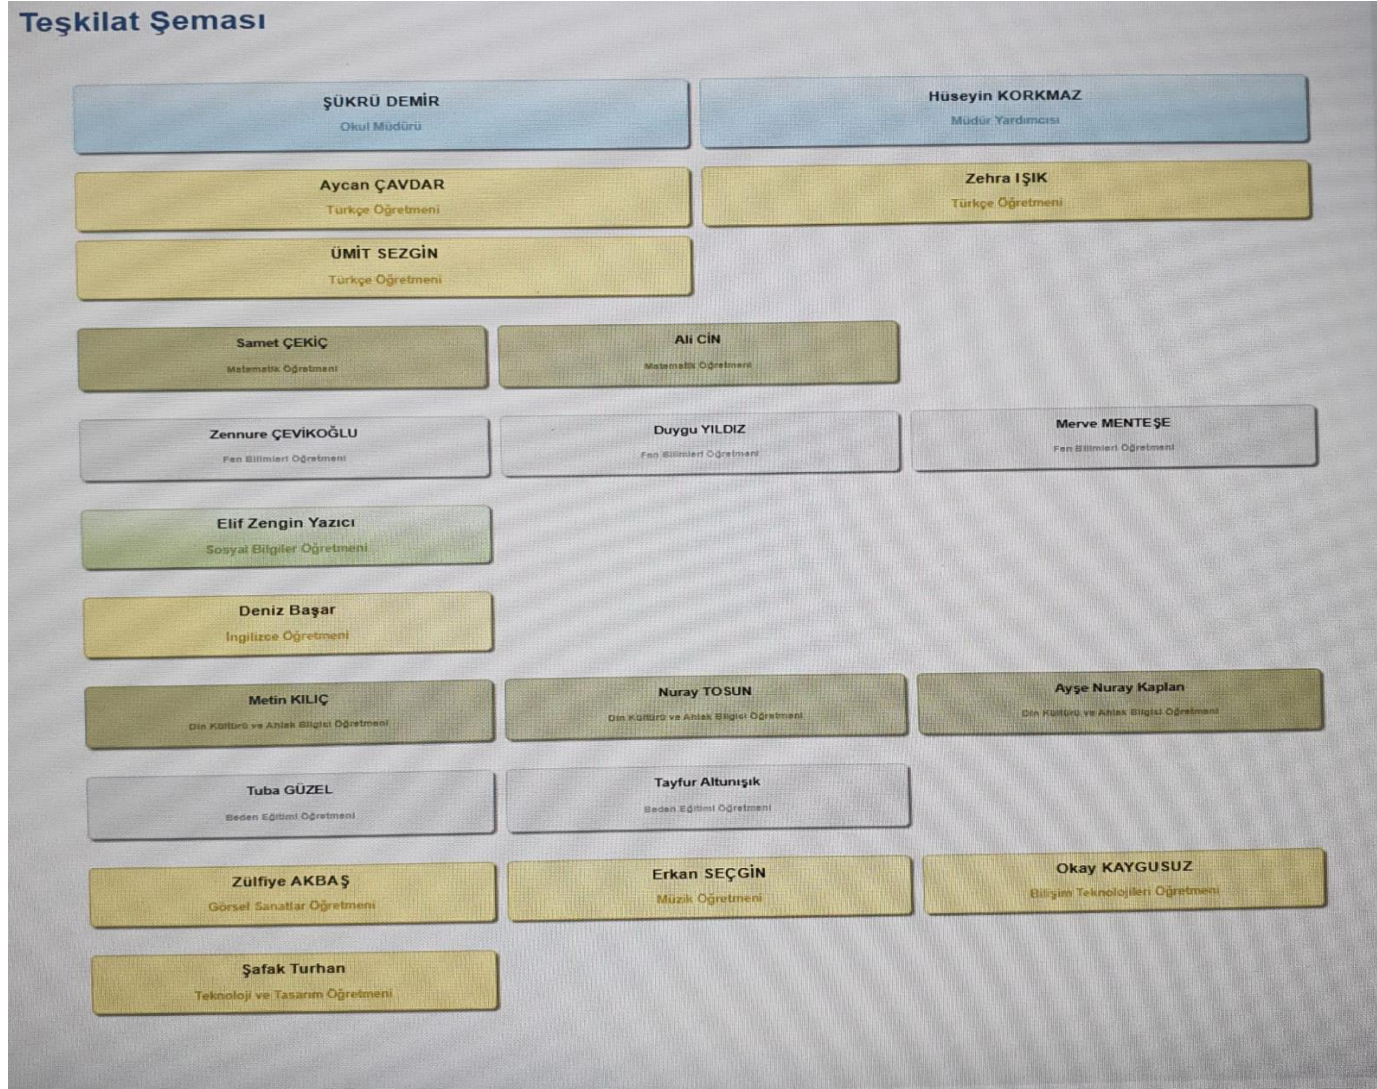 Teşkilat Şeması
ŞÜKRÜ DEMİR
Okul Müdürü
Hüseyin KORKMAZ
Müdür Yardımcısı
Aycan ÇAVDAR
Türkçe Öğretmeni
Zehra IŞIK
Türkçe Öğretmeni
ÜMİT SEZGİN
Türkçe Öğretmeni
Samet ÇEKİÇ
Matematik Öğretmeni
Ali CİN
Matematik Öğretmeni
Zennure ÇEVİKOĞLU
Fen Bilimleri Öğretmeni
Duygu YILDIZ
Fen Bilimleri Öğretmeni
Merve MENTEŞE
Fen Bilimleri Öğretmeni
Elif Zengin Yazıcı
Sosyal Bilgiler Öğretmeni
Deniz Başar
İngilizce Öğretmeni
Metin KILIÇ
Din Kültürü ve Ahlak Bilgisi Öğretmeni
Nuray TOSUN
Din Kültürü ve Ahlak Bilgisi Öğretmeni
Ayşe Nuray Kaplan
Din Kültürü ve Ahlak Bilgisi Öğretmeni
Tuba GÜZEL
Beden Eğitimi Öğretmeni
Tayfur Altunışık
Beden Eğitimi Öğretmeni
Zülfiye AKBAŞ
Görsel Sanatlar Öğretmeni
Erkan SEÇGİN
Müzik Öğretmeni
Okay KAYGUSUZ
Bilişim Teknolojileri Öğretmeni
Şafak Turhan
Teknoloji ve Tasarım Öğretmeni